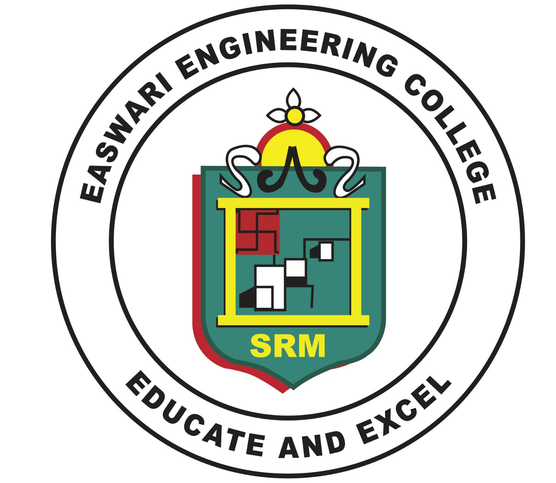 EASWARI ENGINEERING COLLEGE
SRM
EDUCATE AND EXCEL